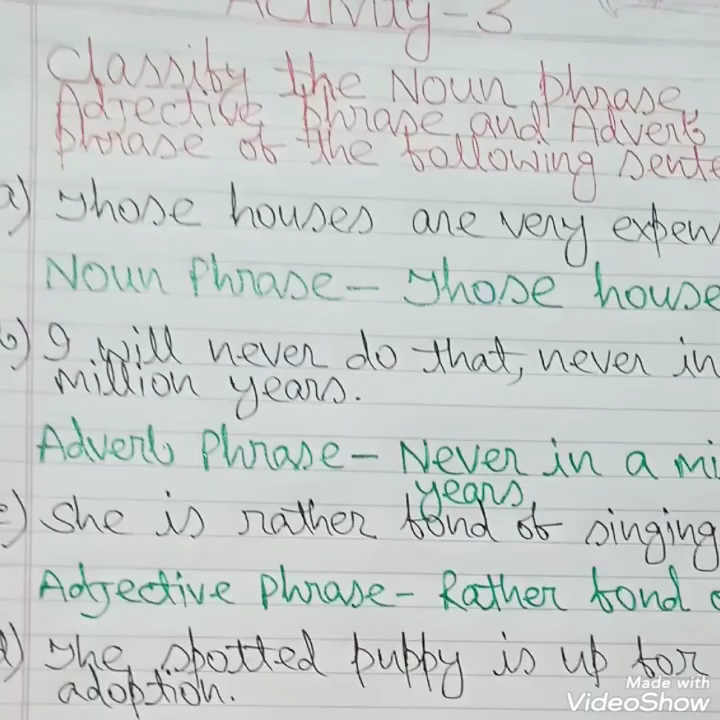 Activity-3
Classify the Noun phrase,
Adjective phrase and Adverb
phrase of the following sente
a) Those houses are very expen
Noun Phrase - Those house
b) I will never do that, never in
million years.
Adverb Phrase - Never in a mi
years
c) She is rather fond of singing
Adjective phrase - Rather fond o
d) The spotted puppy is up for
adoption.
Made with
VideoShow